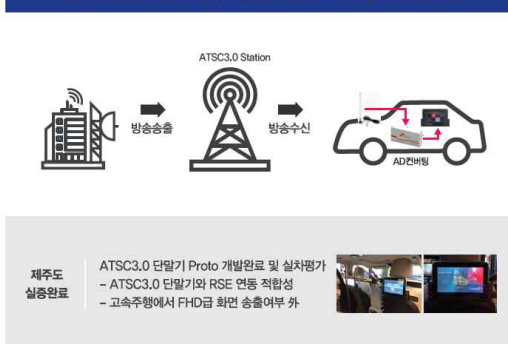 ATSC3.0 Station
방송송출
방송수신
AD컨버팅
제주도
실증완료
ATSC3.0 단말기 Proto 개발완료 및 실차평가
- ATSC3.0 단말기와 RSE 연동 적합성
- 고속주행에서 FHD급 화면 송출여부 外